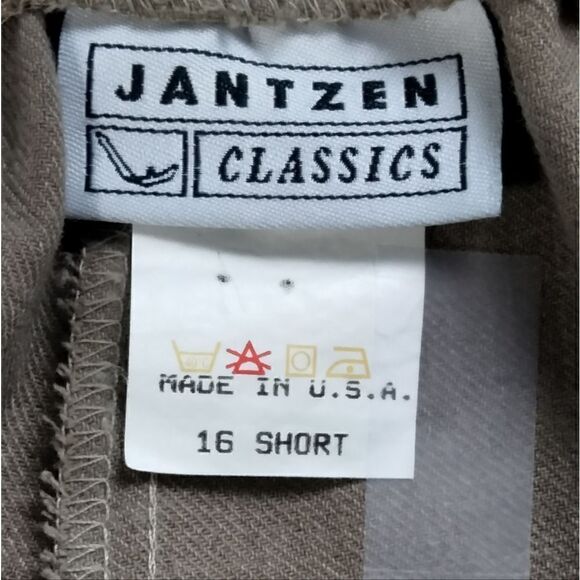 JANTZEN
CLASSICS
MADE IN U.S.A.
16 SHORT